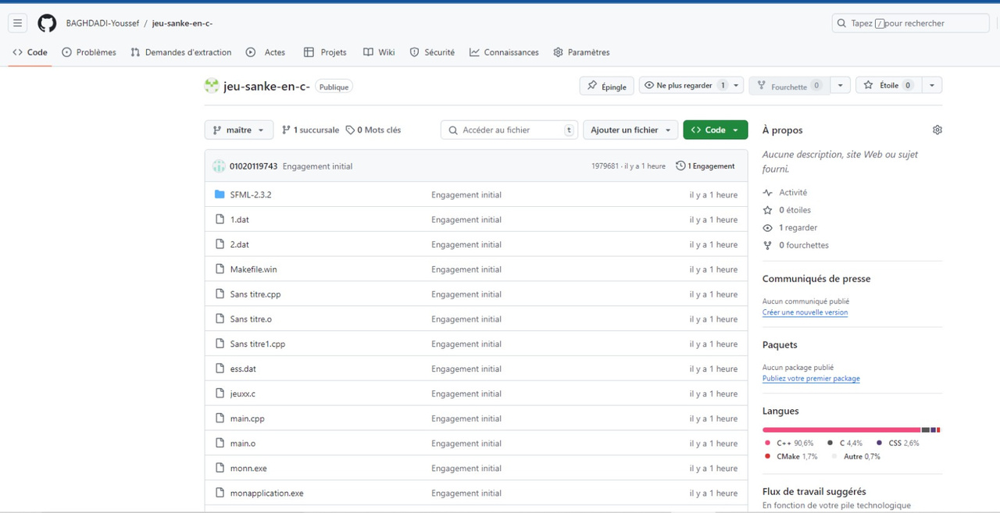 BAGHDADI-Youssef / jeu-sanke-en-c-
Tapez / pour rechercher
Code Problèmes Demandes d'extraction Actes Projets Wiki Sécurité Connaissances Paramètres
jeu-sanke-en-c- Publique
Épingle Ne plus regarder 1 Fourchette 0 Étoile 0
maître 1 succursale 0 Mots clés Accéder au fichier t Ajouter un fichier Code
01020119743 Engagement initial 1979681 · il y a 1 heure 1 Engagement
SFML-2.3.2 Engagement initial il y a 1 heure
1.dat Engagement initial il y a 1 heure
2.dat Engagement initial il y a 1 heure
Makefile.win Engagement initial il y a 1 heure
Sans titre.cpp Engagement initial il y a 1 heure
Sans titre.o Engagement initial il y a 1 heure
Sans titre1.cpp Engagement initial il y a 1 heure
ess.dat Engagement initial il y a 1 heure
jeuxx.c Engagement initial il y a 1 heure
main.cpp Engagement initial il y a 1 heure
main.o Engagement initial il y a 1 heure
monn.exe Engagement initial il y a 1 heure
monapplication.exe Engagement initial il y a 1 heure
À propos
Aucune description, site Web ou sujet
fourni.
Activité
0 étoiles
1 regarder
0 fourchettes
Communiqués de presse
Aucun communiqué publié
Créer une nouvelle version
Paquets
Aucun package publié
Publiez votre premier package
Langues
C++ 90,6% C 4,4% CSS 2,6%
CMake 1,7% Autre 0,7%
Flux de travail suggérés
En fonction de votre pile technologique